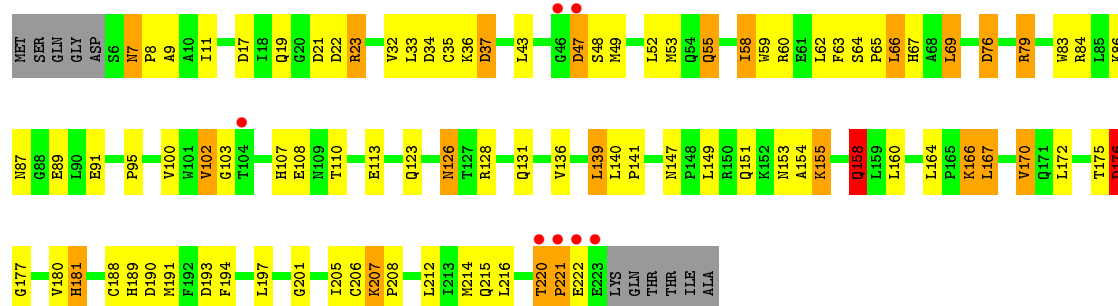 MET SER GLN GLY ASP S6 N7 P8 A9 A10 I11 D17 I18 Q19 G20 D21 D22 R23 V32 L33 D34 C35 K36 D37 L43 G46 D47 S48 M49 L52 M53 Q54 Q55 I58 W59 R60 E61 L62 F63 S64 P65 L66 H67 A68 L69 D76 R79 W83 R84 L85 K86
N87 G88 E89 L90 E91 P95 V100 W101 V102 G103 T104 H107 E108 N109 T110 E113 Q123 N126 T127 R128 Q131 V136 L139 L140 P141 N147 P148 L149 R150 Q151 K152 N153 A154 K155 Q158 L159 L160 L164 P165 K166 L167 V170 Q171 L172 T175 D176
G177 V180 H181 C188 H189 D190 M191 F192 D193 F194 L197 G201 L205 C206 K207 P208 L212 I213 M214 Q215 L216 T220 P221 E222 E223 LYS GLN THR THR ILE ALA